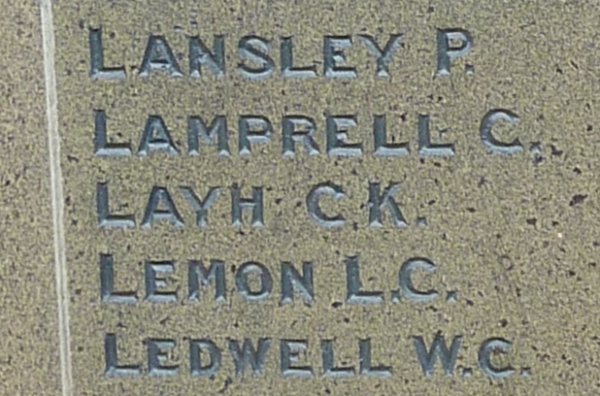 LANSLEY P.
LAMPRELL C.
LAYH C K.
LEMON L.C.
LEDWELL W.C.